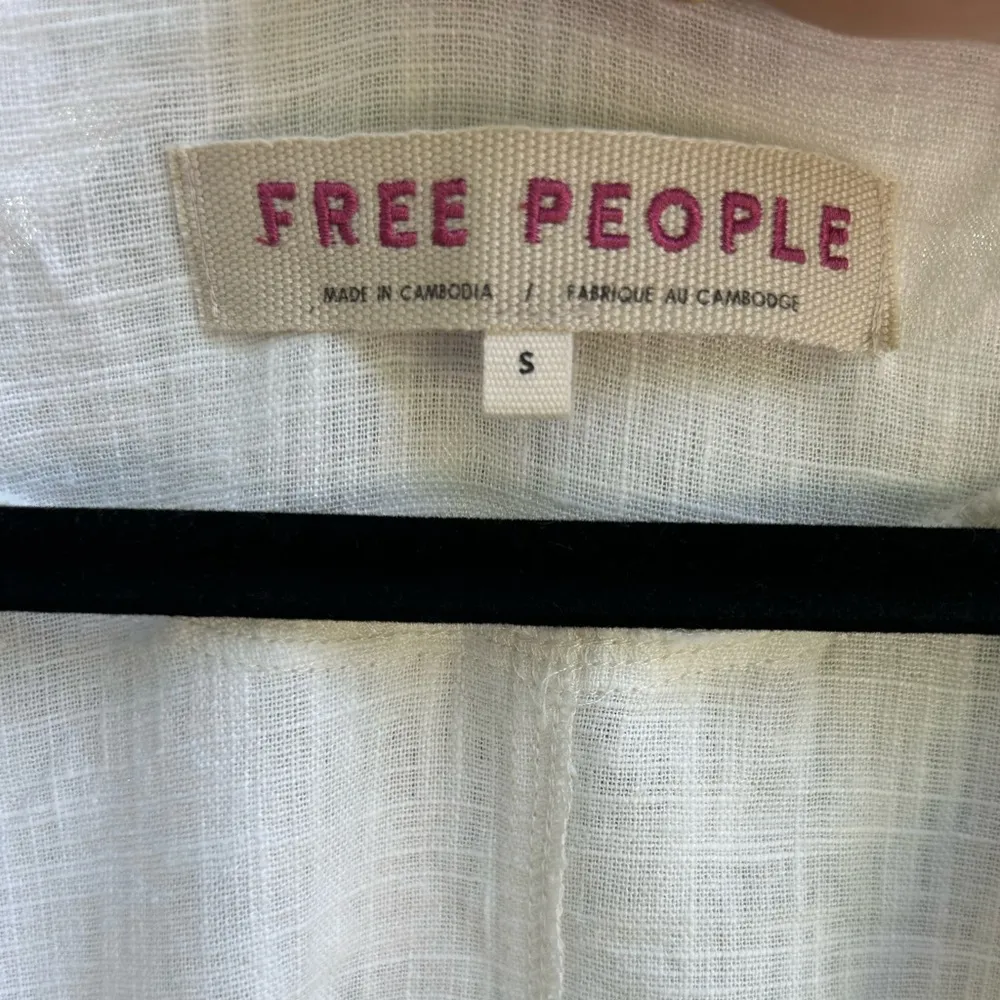 FREE PEOPLE
MADE IN CAMBODIA / FABRIQUE AU CAMBODGE
S